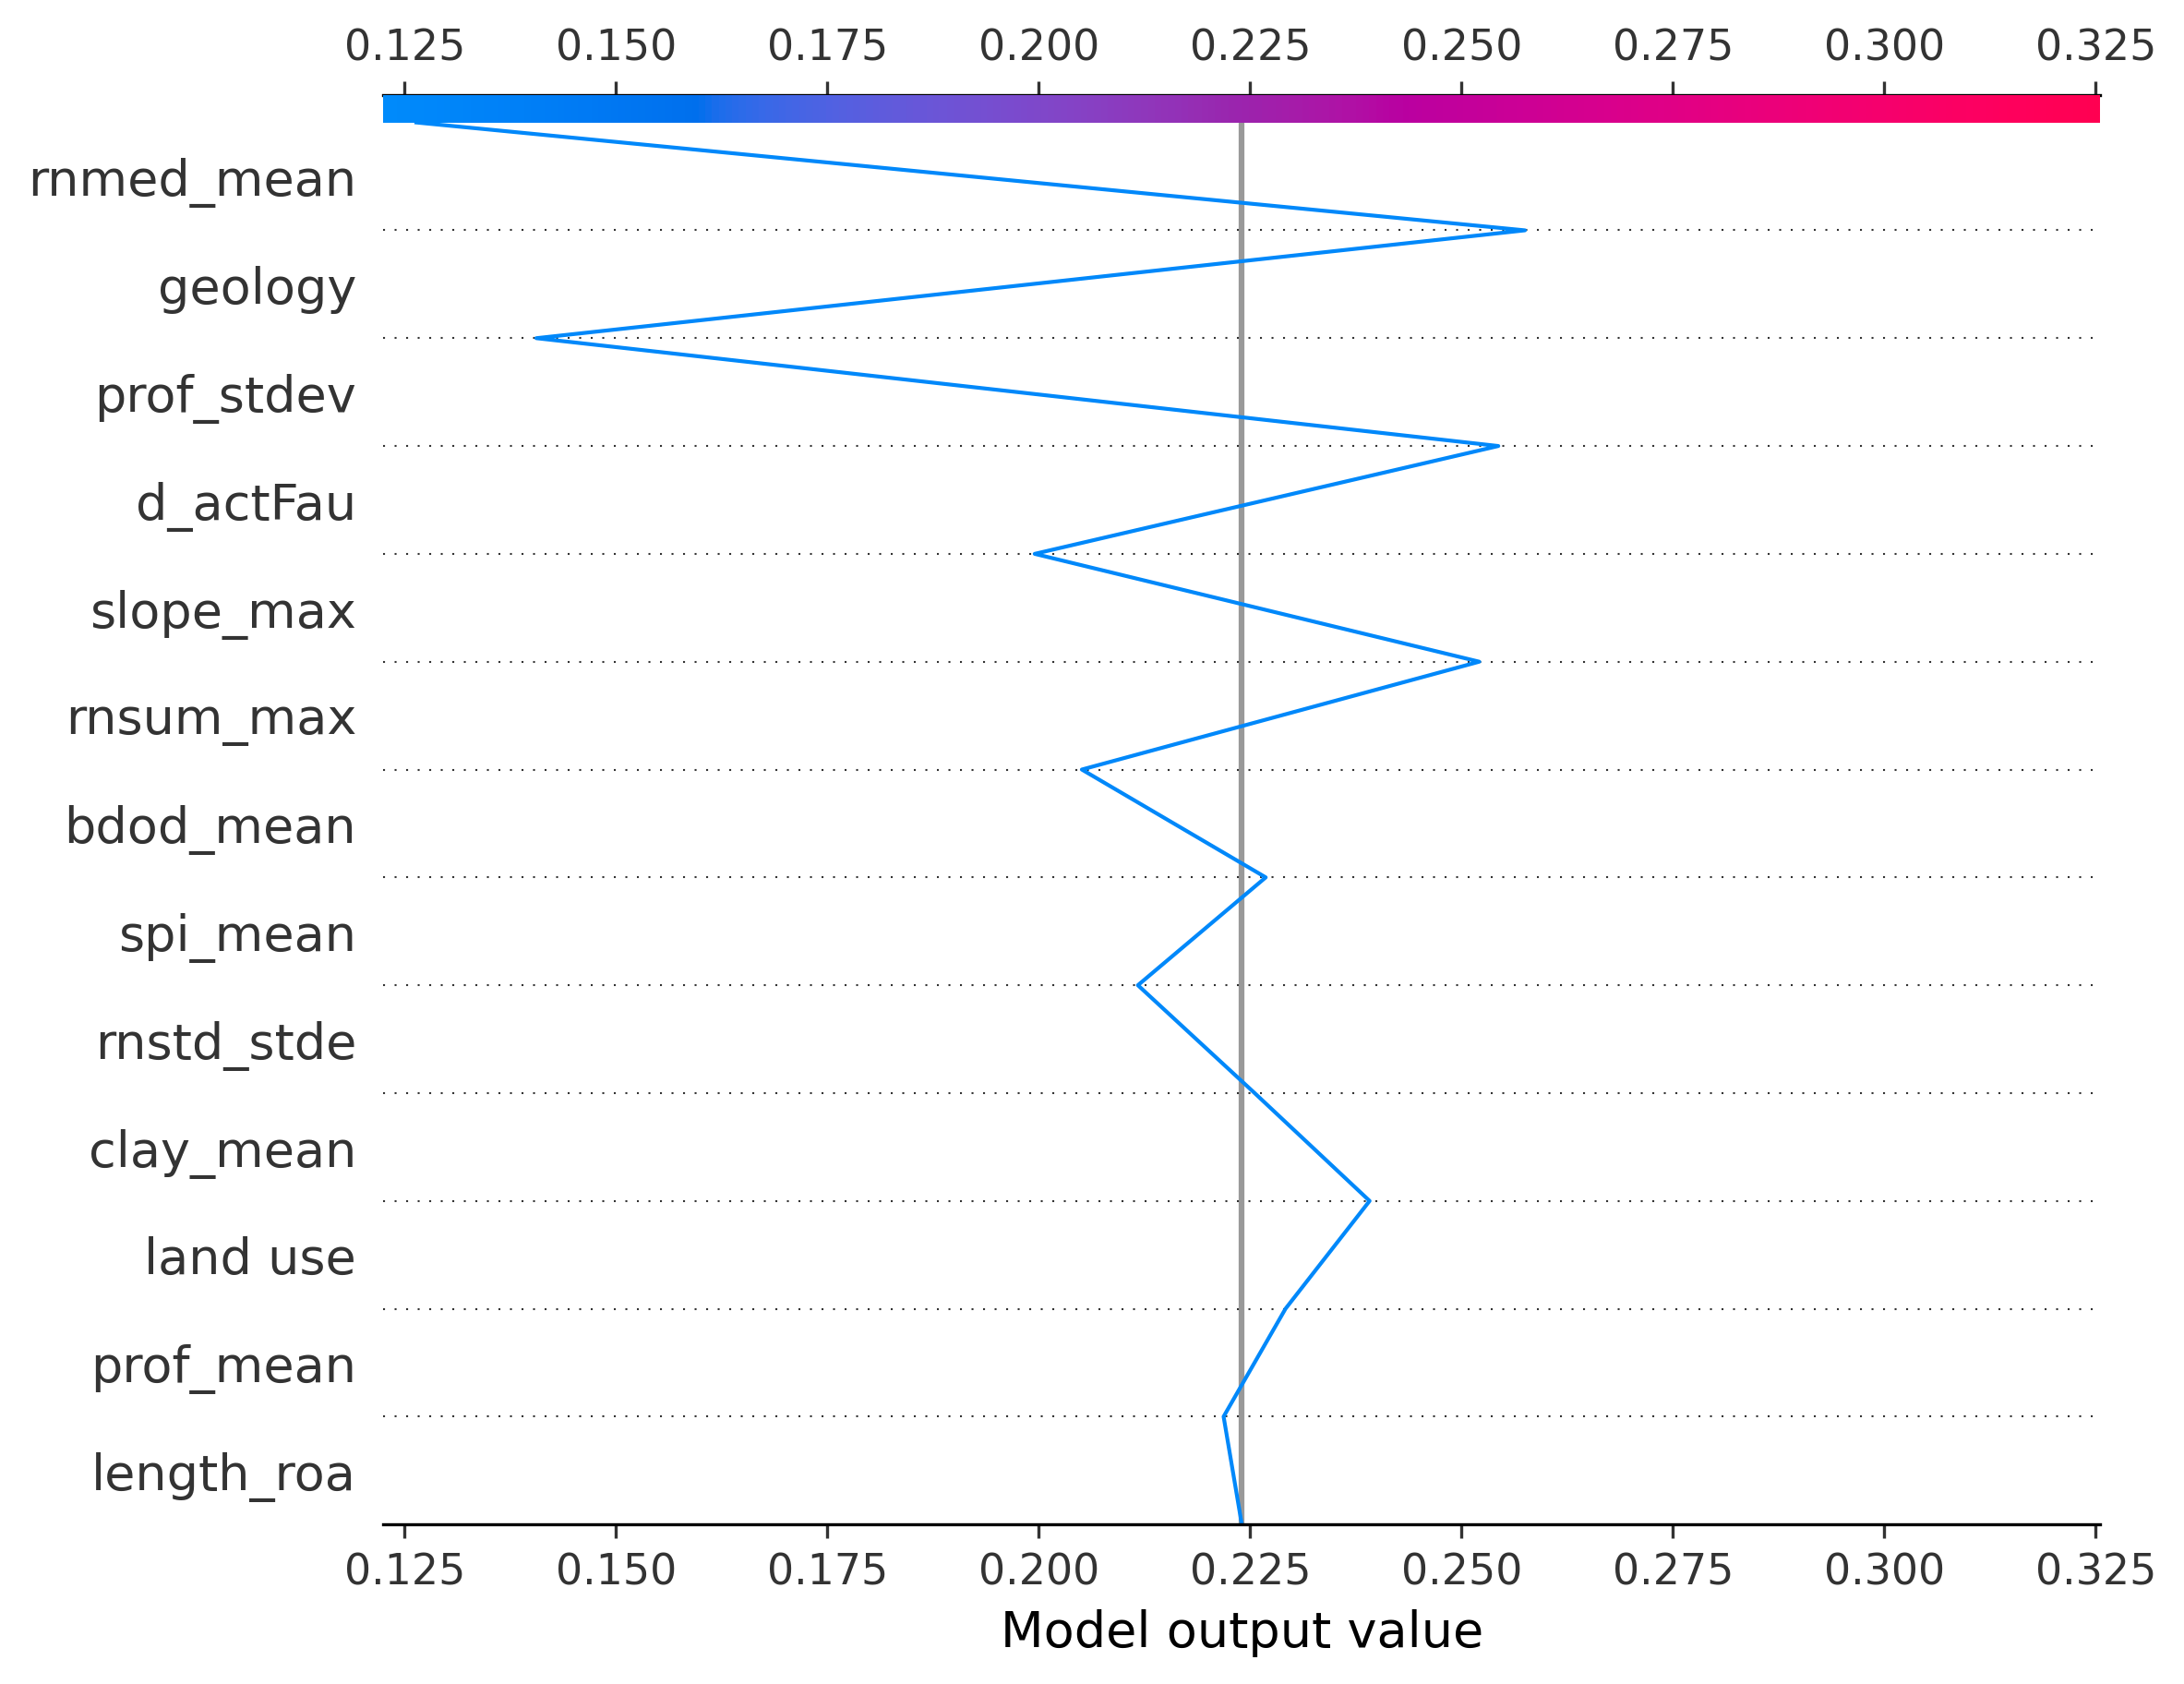 0.125 0.150 0.175 0.200 0.225 0.250 0.275 0.300 0.325
rnmed_mean
geology
prof_stdev
d_actFau
slope_max
rnsum_max
bdod_mean
spi_mean
rnstd_stde
clay_mean
land use
prof_mean
length_roa
0.125 0.150 0.175 0.200 0.225 0.250 0.275 0.300 0.325
Model output value